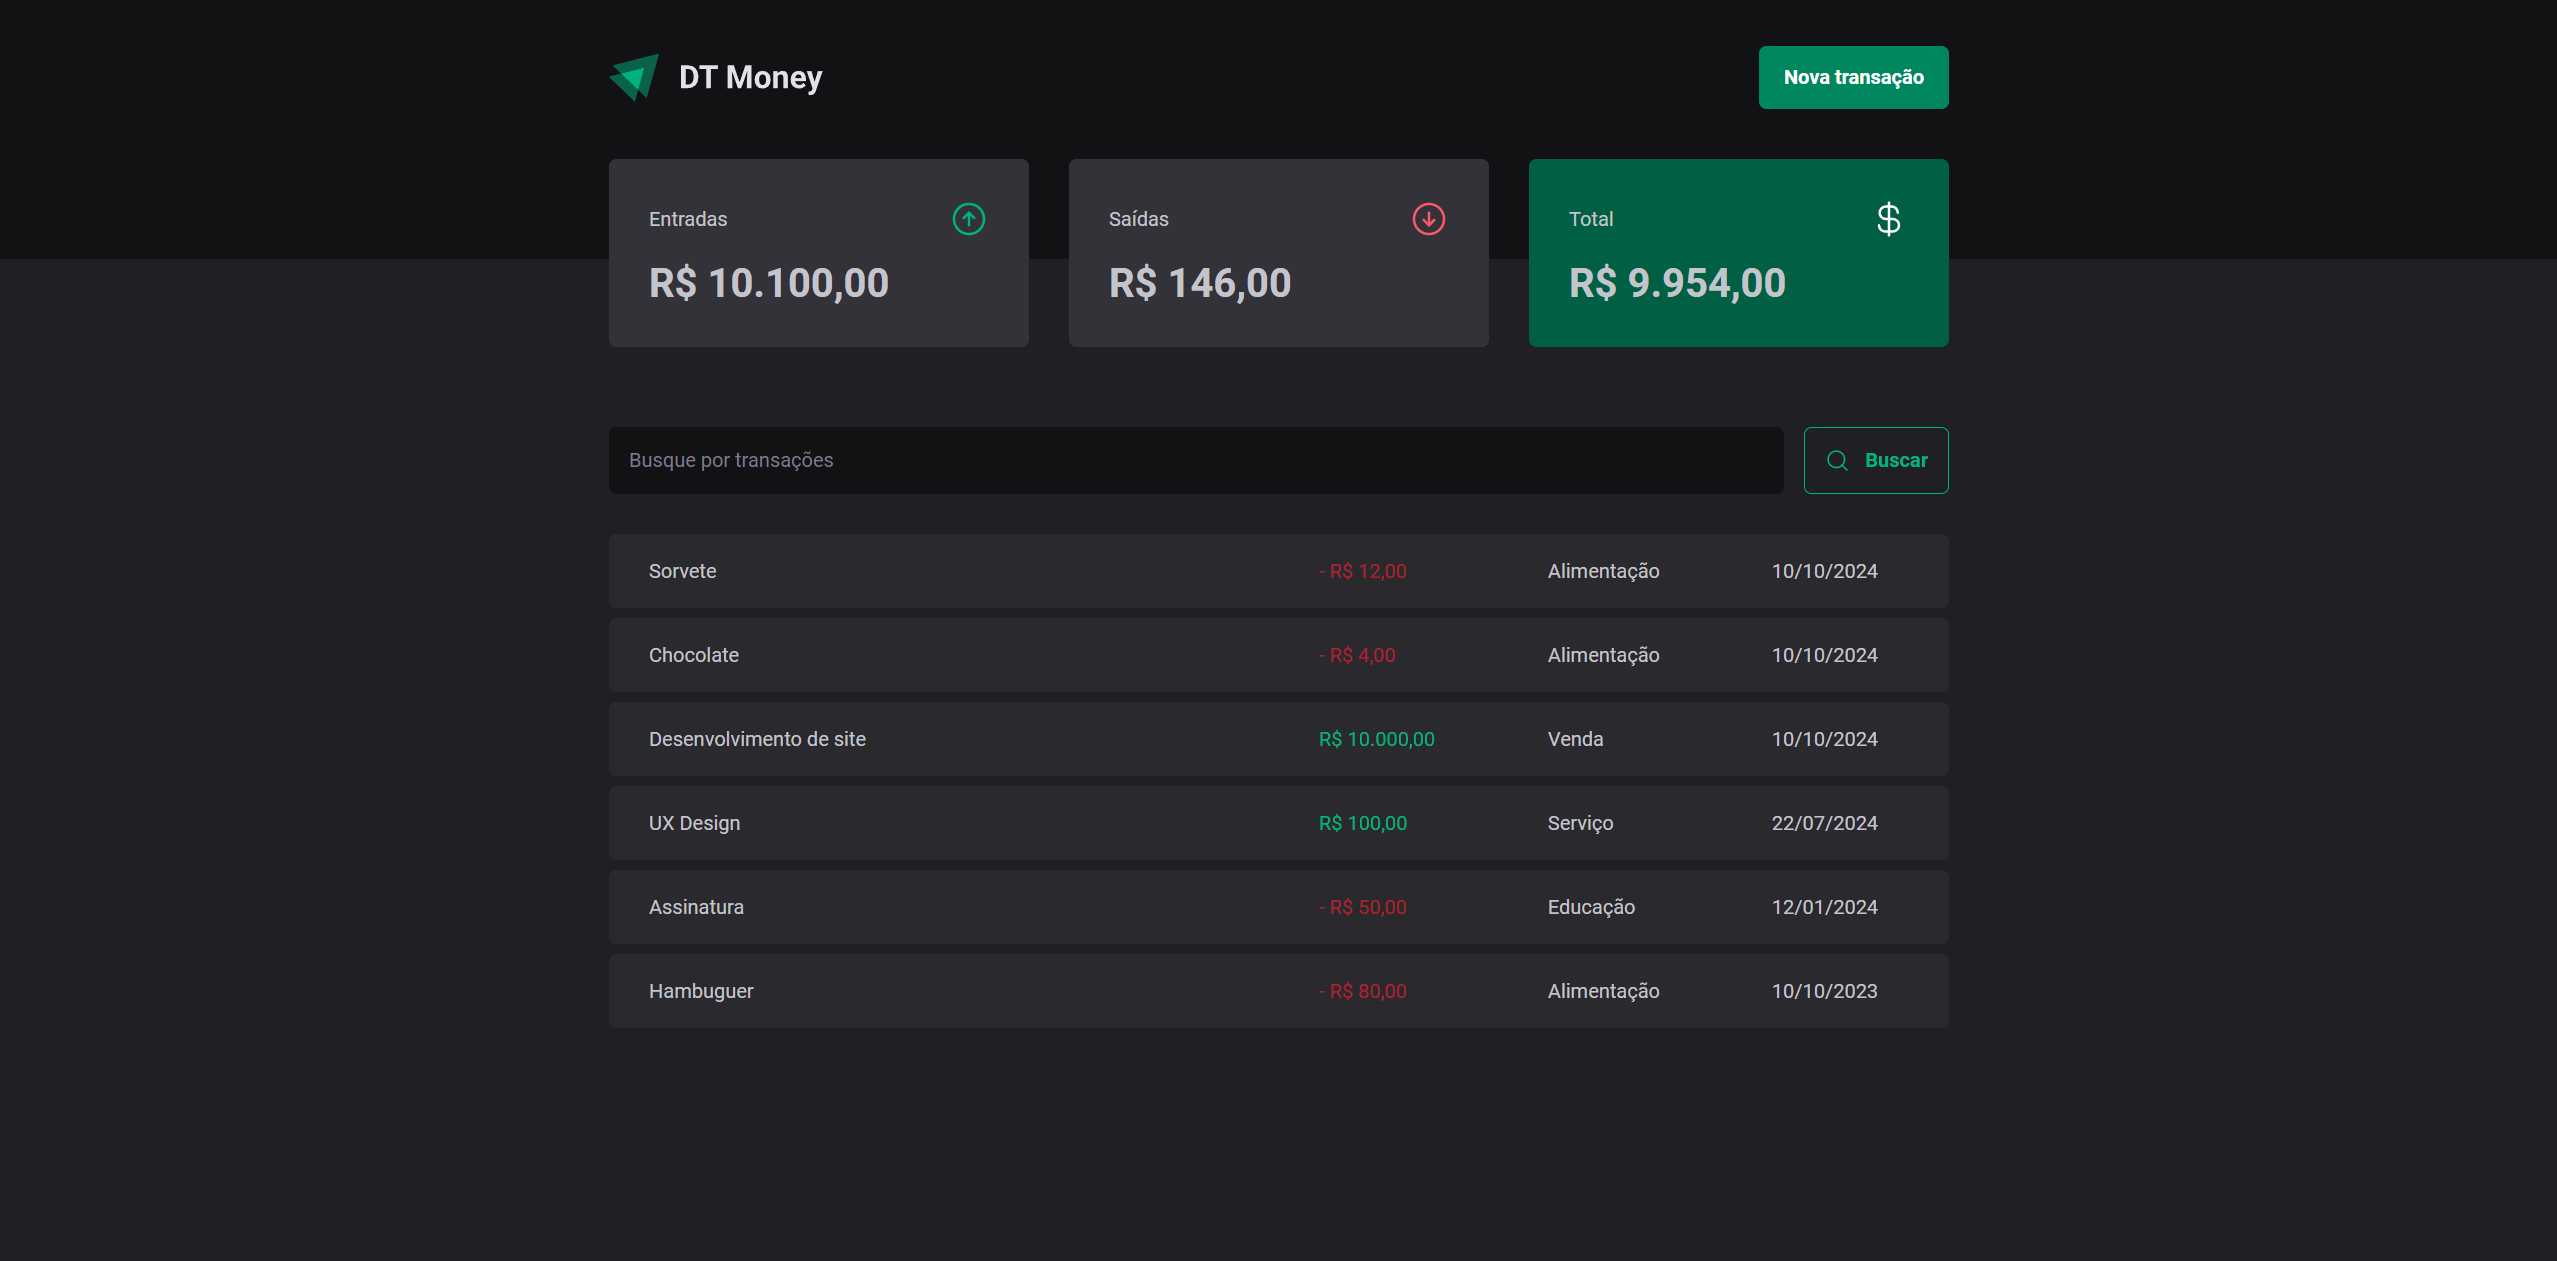 DT Money
Nova transação
Entradas
R$ 10.100,00
Saídas
R$ 146,00
Total
R$ 9.954,00
Busque por transações
Buscar
Sorvete - R$ 12,00 Alimentação 10/10/2024
Chocolate - R$ 4,00 Alimentação 10/10/2024
Desenvolvimento de site R$ 10.000,00 Venda 10/10/2024
UX Design R$ 100,00 Serviço 22/07/2024
Assinatura - R$ 50,00 Educação 12/01/2024
Hambuguer - R$ 80,00 Alimentação 10/10/2023